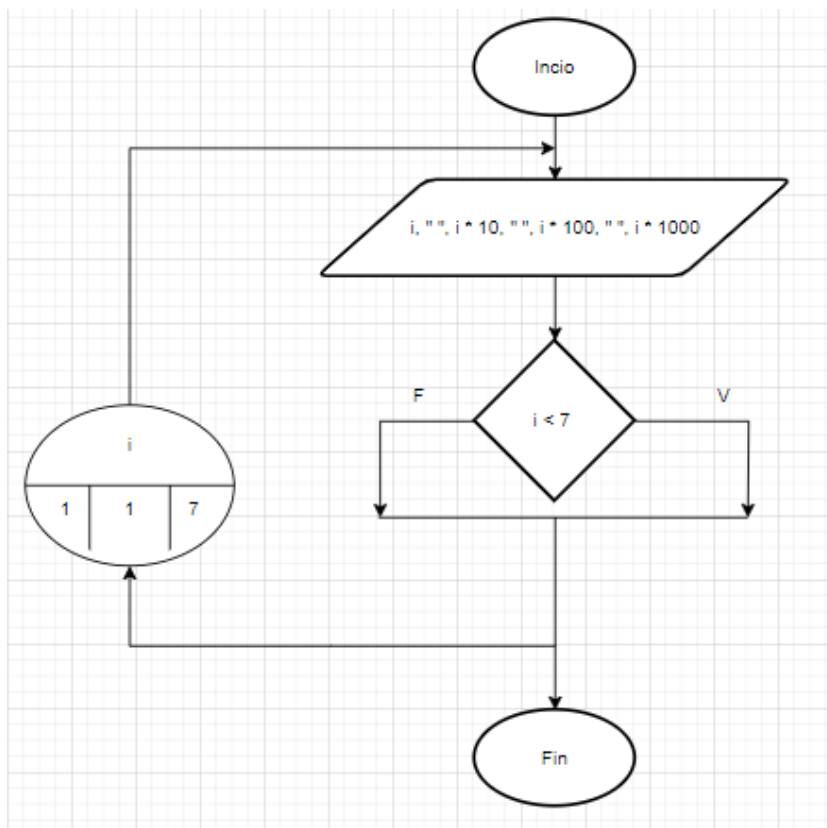 Incio
i, " ", i * 10, " ", i * 100, " ", i * 1000
F
V
i < 7
i
1 1 7
Fin